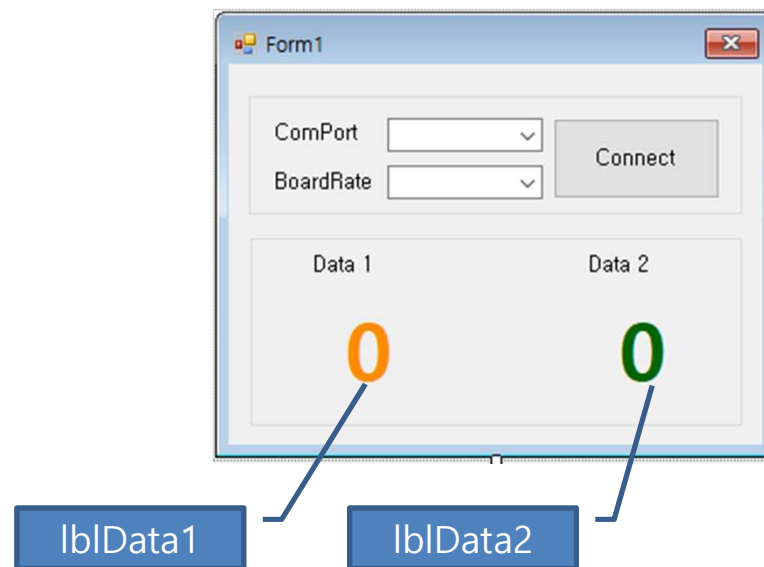 Form1
ComPort
Connect
BoardRate
Data 1 Data 2
0 0
lblData1 lblData2